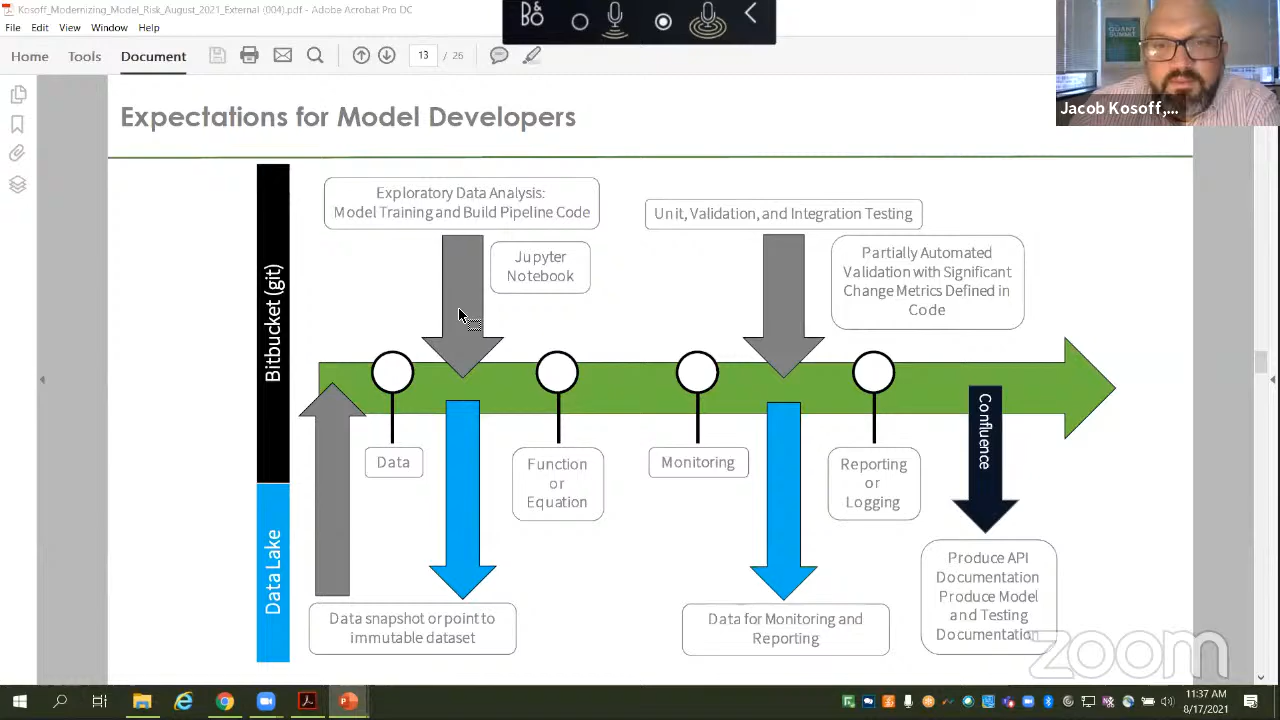 Kosoff_Modernizing_Model_Risk_August_2021_External (004).pdf - Adobe Acrobat Pro DC
File Edit View Window Help
B&O
Home Tools Document 13 / 26
QUANT SUMMIT
Jacob Kosoff,...
Expectations for Model Developers
Bitbucket (git)
Exploratory Data Analysis:
Model Training and Build Pipeline Code
Jupyter
Notebook
Unit, Validation, and Integration Testing
Partially Automated
Validation with Significant
Change Metrics Defined in
Code
Data
Function
or
Equation
Monitoring
Reporting
or
Logging
Confluence
Data Lake
Data snapshot or point to
immutable dataset
Data for Monitoring and
Reporting
Produce API
Documentation
Produce Model
and Testing
Documentation
zoom
11:37 AM
8/17/2021